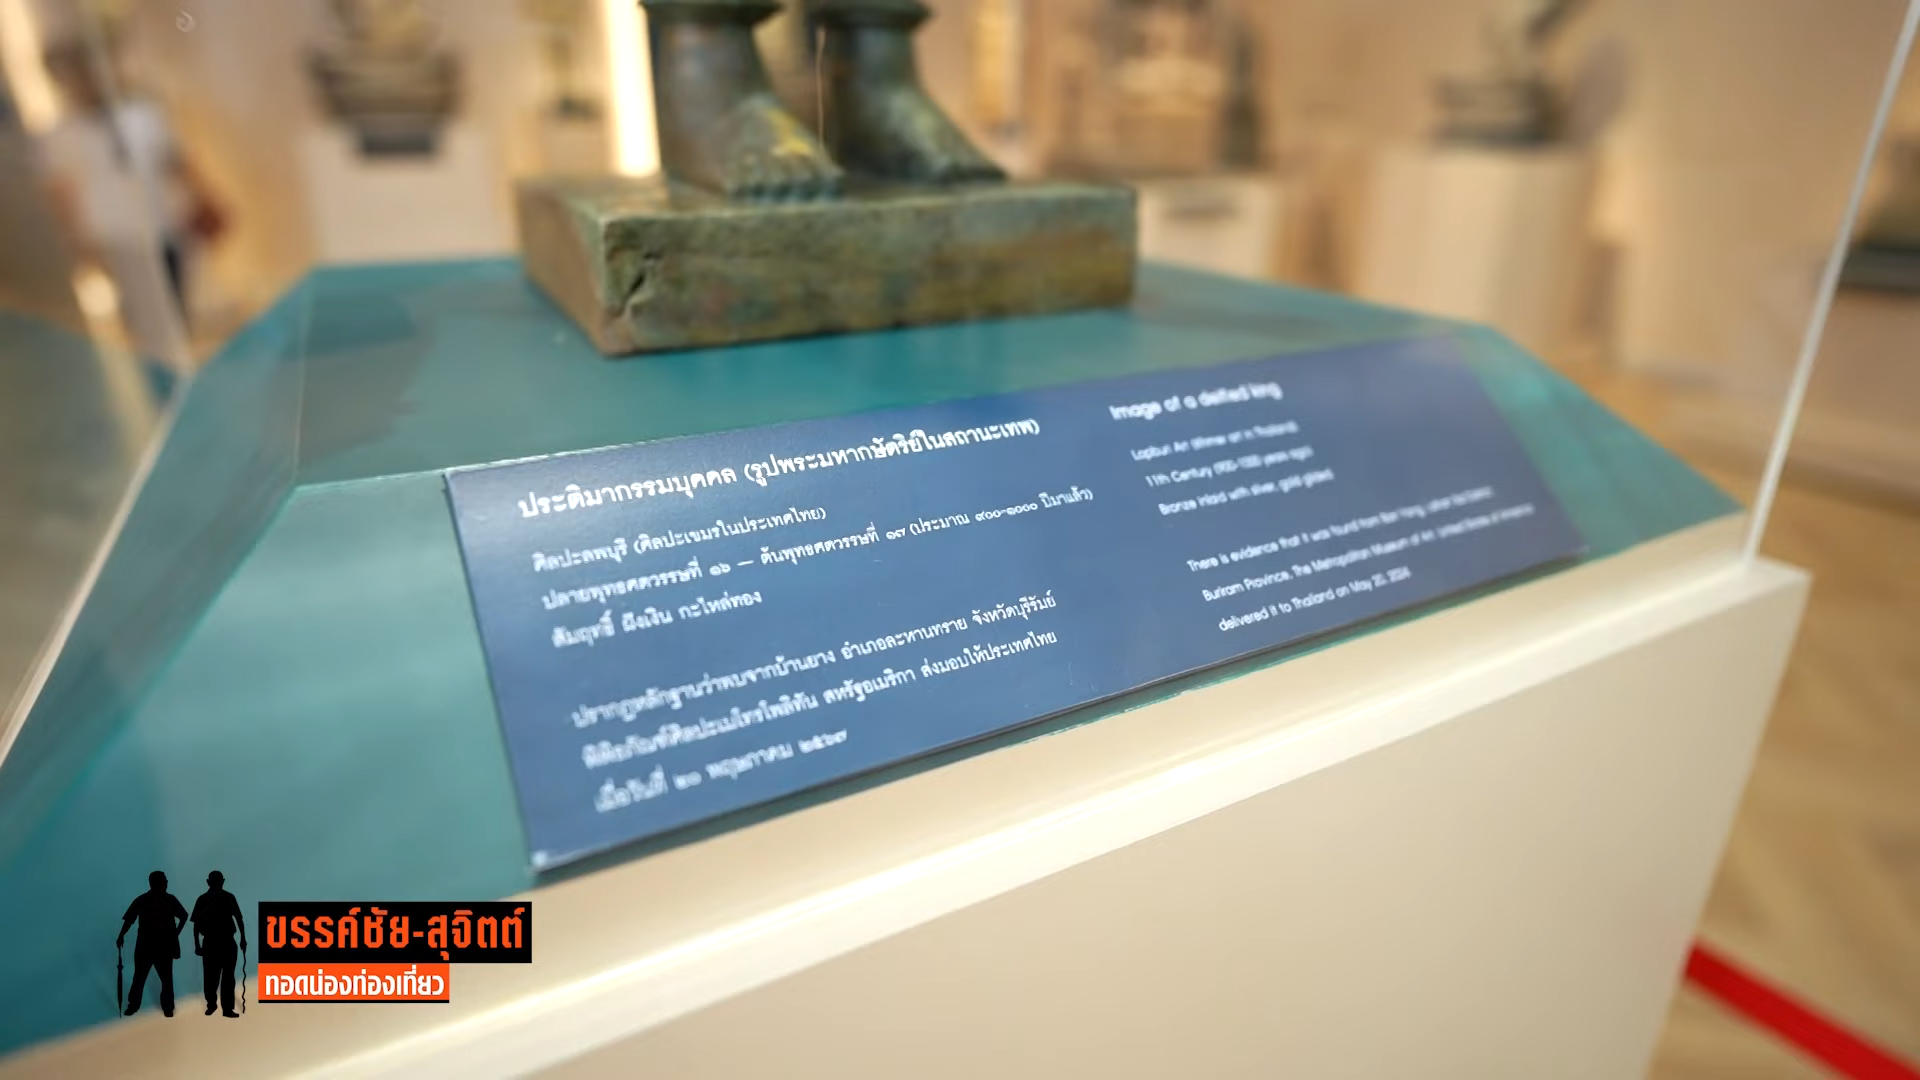 ประติมากรรมบุคคล (รูปพระมหากษัตริย์ในสถานะเทพ)
ศิลปะลพบุรี (ศิลปะเขมรในประเทศไทย)
ปลายพุทธศตวรรษที่ ๑๖ – ต้นพุทธศตวรรษที่ ๑๗ (ประมาณ ๙๐๐-๑๐๐๐ ปีมาแล้ว)
สัมฤทธิ์ ฝังเงิน กะไหล่ทอง
ปรากฏหลักฐานว่าพบจากบ้านยาง อำเภอละหานทราย จังหวัดบุรีรัมย์
พิพิธภัณฑ์ศิลปะเมโทรโพลิทัน สหรัฐอเมริกา ส่งมอบให้ประเทศไทย
เมื่อวันที่ ๒๐ พฤษภาคม ๒๕๖๗
Image of a deified king
Lopburi Art (Khmer art in Thailand)
11th Century (900-1000 years ago)
Bronze inlaid with silver, gold gilded
There is evidence that it was found from Ban Yang, Lahan Sai District
Buriram Province. The Metropolitan Museum of Art, United States of America
delivered it to Thailand on May 20, 2024
ขรรค์ชัย-สุจิตต์
ทอดน่องท่องเที่ยว